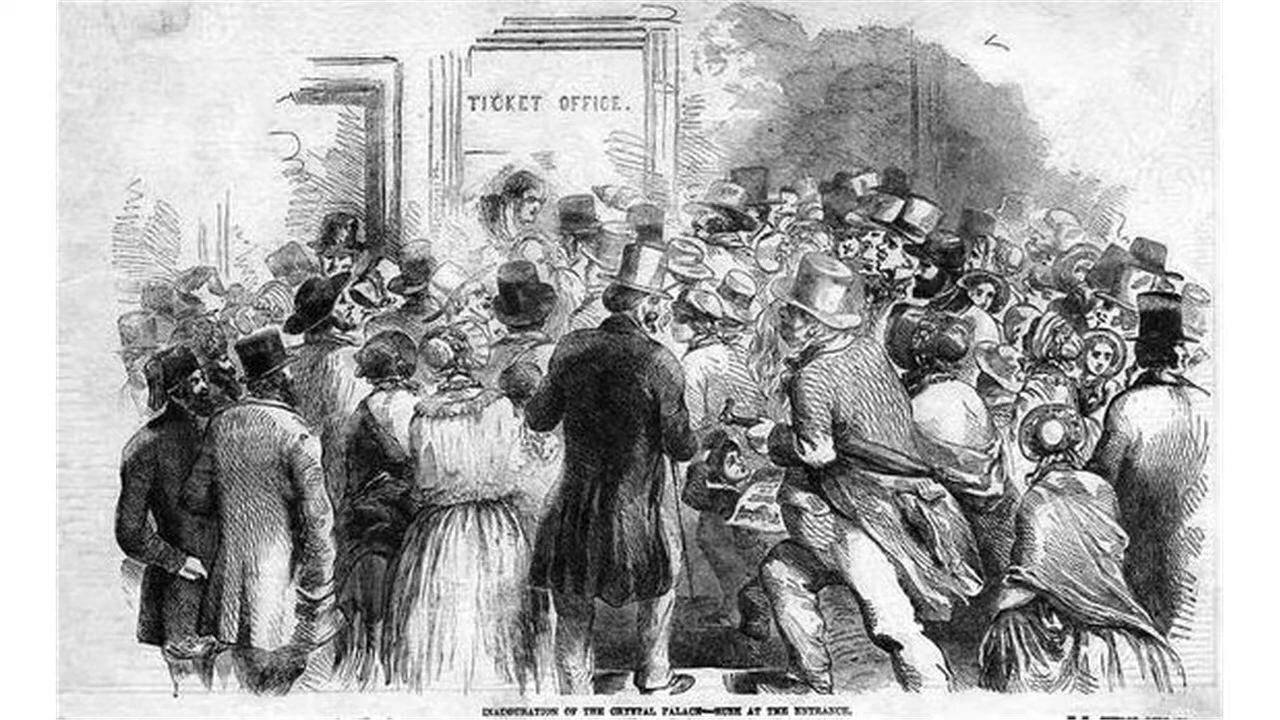 TICKET OFFICE.
INAUGURATION OF THE CRYSTAL PALACE—RUSH AT THE ENTRANCE.